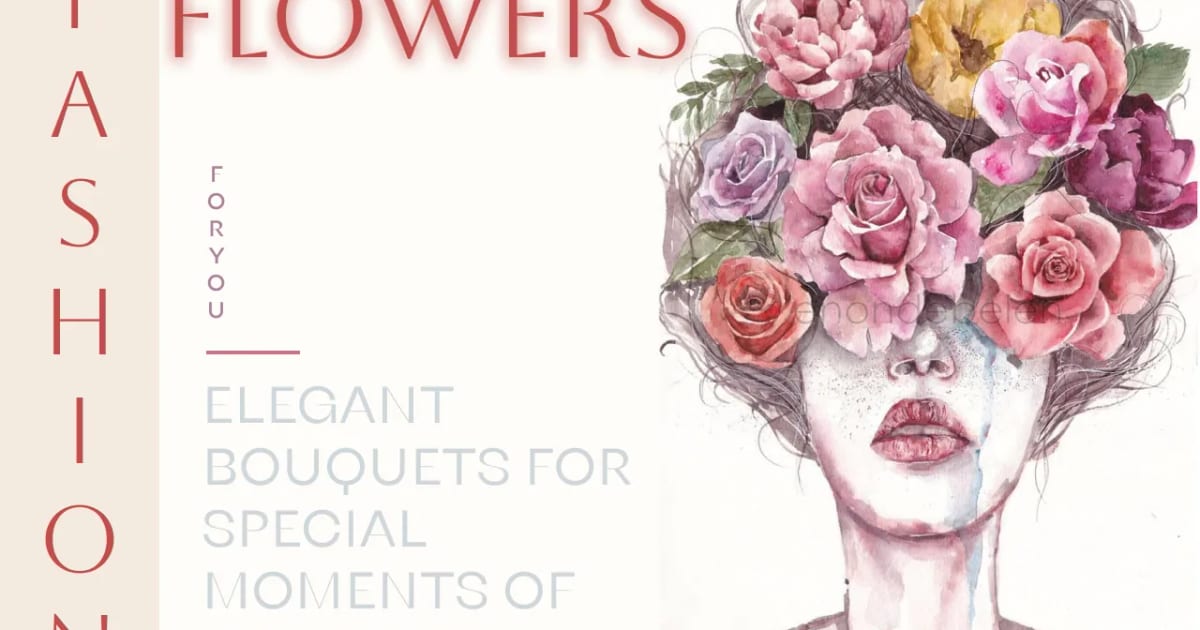 FASHION
FLOWERS
FORYOU
ELEGANT
BOUQUETS FOR
SPECIAL
MOMENTS OF